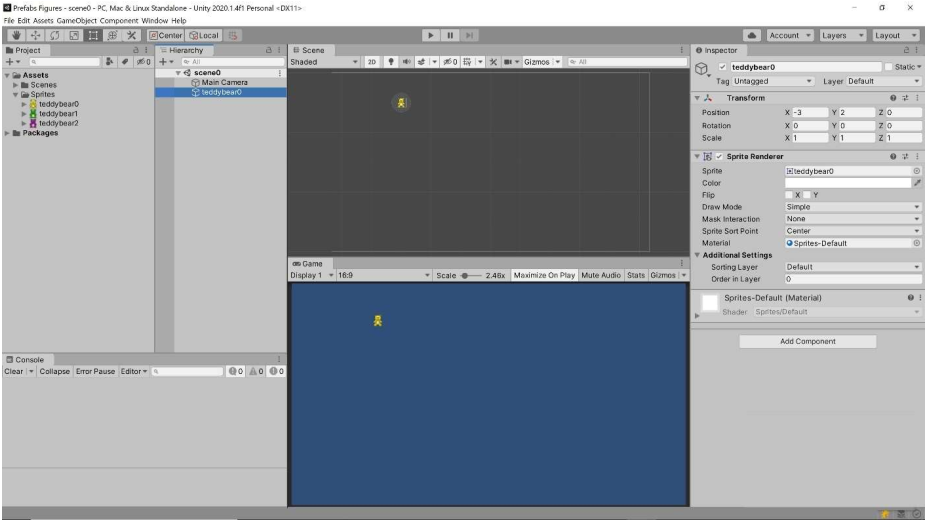 Prefabs Figures - scene0 - PC, Mac & Linux Standalone - Unity 2020.1.4f1 Personal <DX11>
File Edit Assets GameObject Component Window Help
Center Local Account Layers Layout
Project
0
Assets
Scenes
Sprites
teddybear0
teddybear1
teddybear2
Packages
Hierarchy
All
scene0
Main Camera
teddybear0
Scene
Shaded 2D 0 Gizmos All
Game
Display 1 16:9 Scale 2.46x Maximize On Play Mute Audio Stats Gizmos
Console
Clear Collapse Error Pause Editor 0 0 0
Inspector
teddybear0 Static
Tag Untagged Layer Default
Transform
Position X -3 Y 2 Z 0
Rotation X 0 Y 0 Z 0
Scale X 1 Y 1 Z 1
Sprite Renderer
Sprite teddybear0
Color
Flip X Y
Draw Mode Simple
Mask Interaction None
Sprite Sort Point Center
Material Sprites-Default
Additional Settings
Sorting Layer Default
Order in Layer 0
Sprites-Default (Material)
Shader Sprites/Default
Add Component